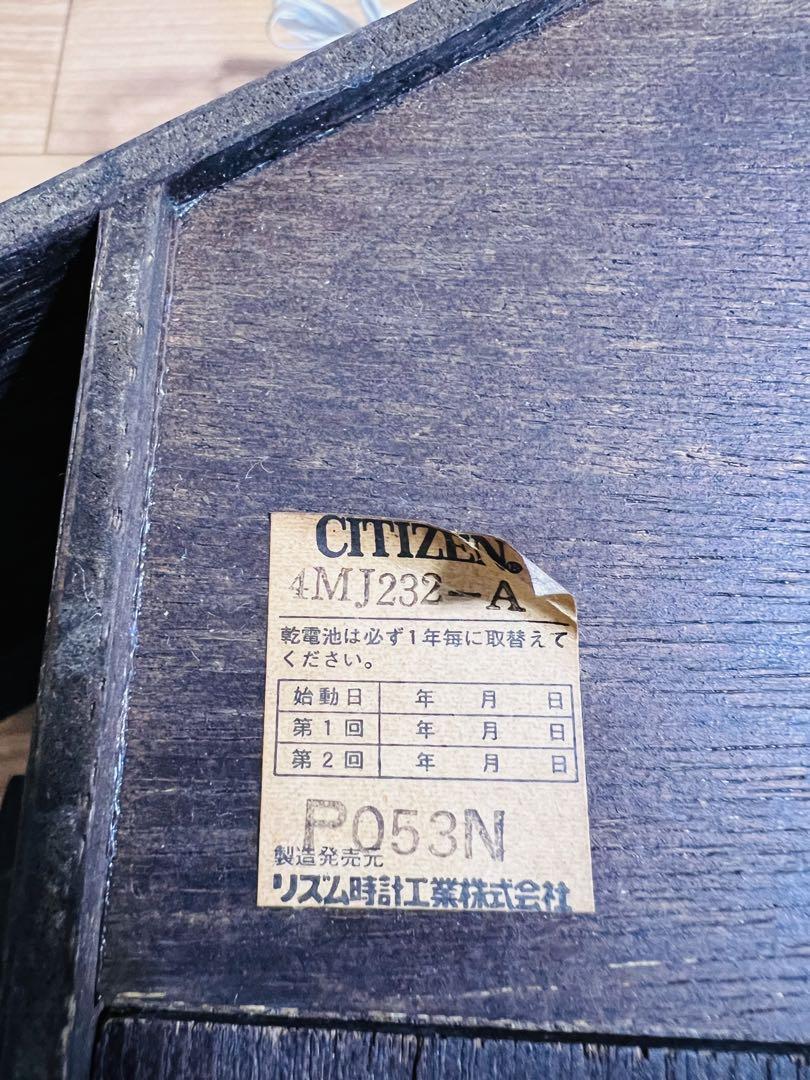 CITIZEN
4MJ232-A
乾電池は必ず1年毎に取替えて
ください。
始動日 年 月 日
第1回 年 月 日
第2回 年 月 日
P053N
製造発売元
リズム時計工業株式会社